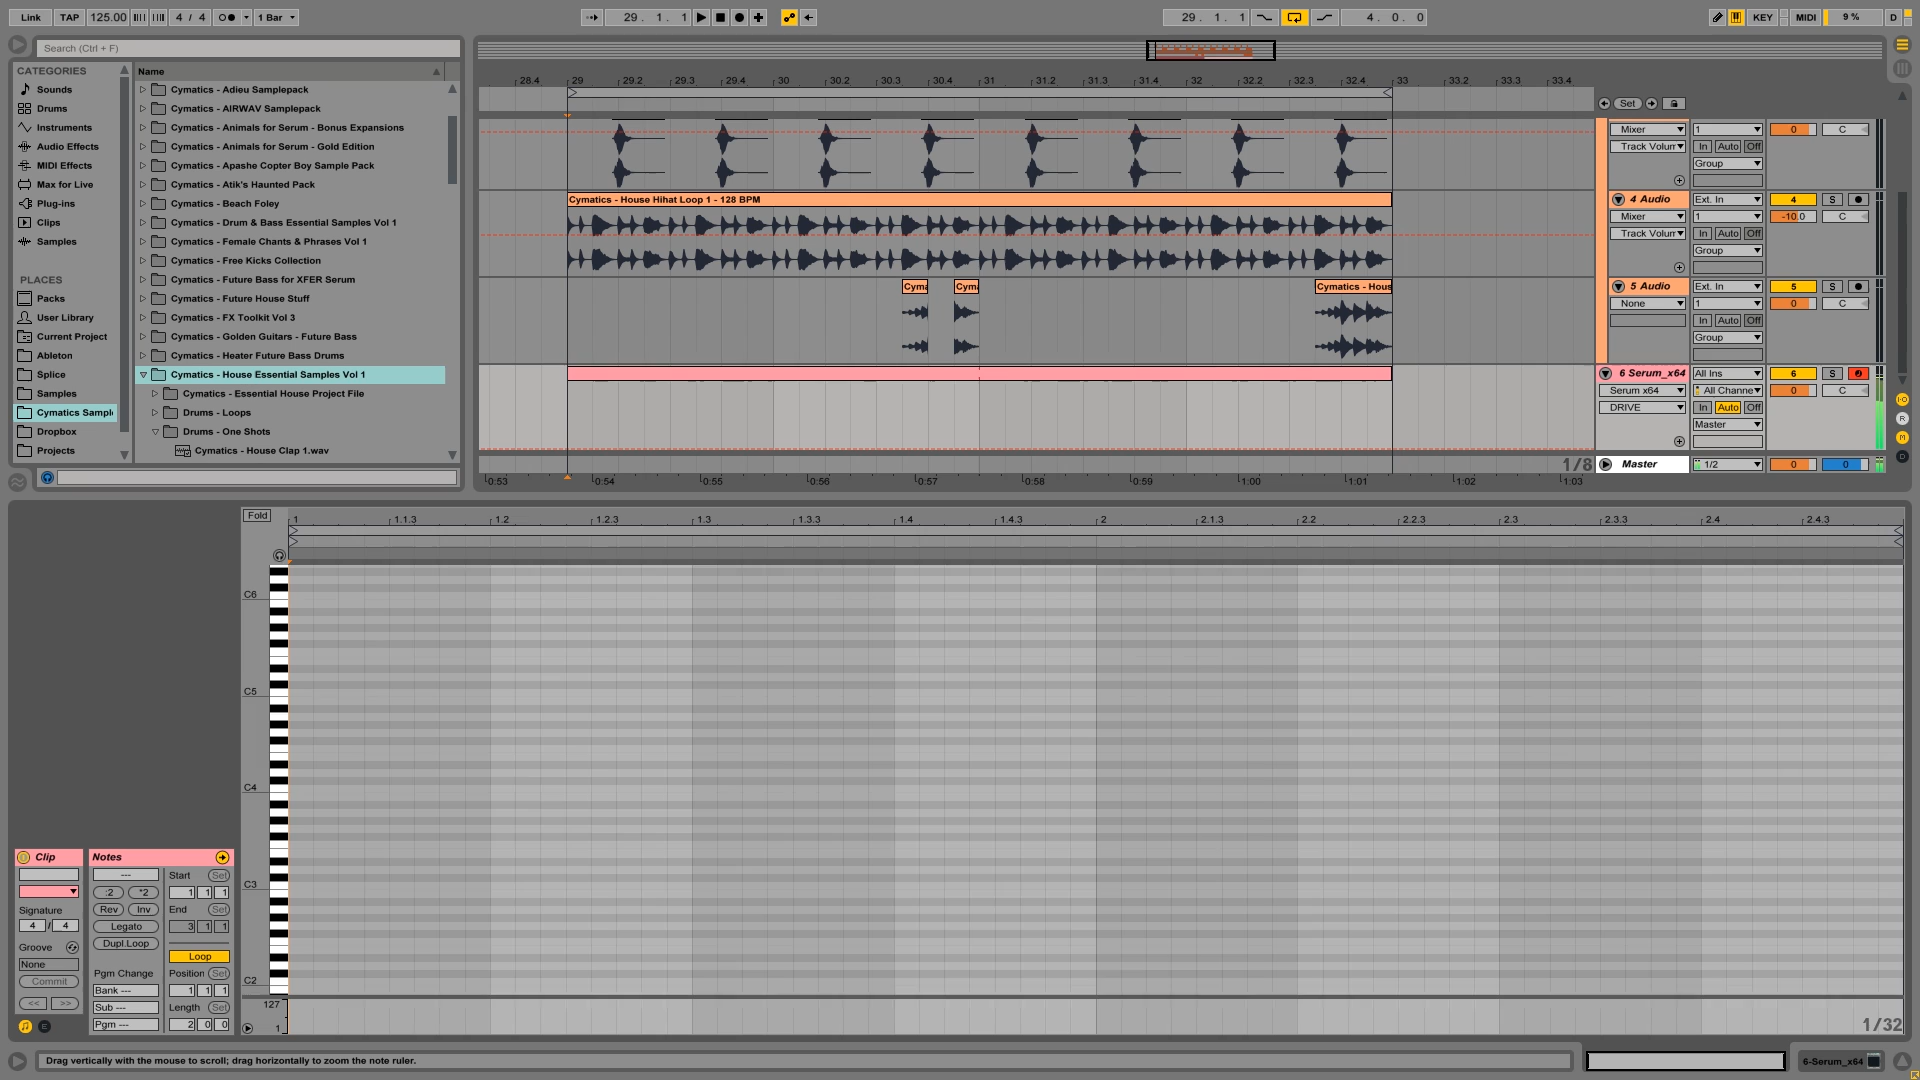 Link TAP 125.00 4 / 4 1 Bar 29. 1. 1 29. 1. 1 4. 0. 0 KEY MIDI 9 % D
Search (Ctrl + F)
CATEGORIES
Sounds
Drums
Instruments
Audio Effects
MIDI Effects
Max for Live
Plug-ins
Clips
Samples
PLACES
Packs
User Library
Current Project
Ableton
Splice
Samples
Cymatics Sampl
Dropbox
Projects
Name
Cymatics - Adieu Samplepack
Cymatics - AIRWAV Samplepack
Cymatics - Animals for Serum - Bonus Expansions
Cymatics - Animals for Serum - Gold Edition
Cymatics - Apashe Copter Boy Sample Pack
Cymatics - Atik's Haunted Pack
Cymatics - Beach Foley
Cymatics - Drum & Bass Essential Samples Vol 1
Cymatics - Female Chants & Phrases Vol 1
Cymatics - Free Kicks Collection
Cymatics - Future Bass for XFER Serum
Cymatics - Future House Stuff
Cymatics - FX Toolkit Vol 3
Cymatics - Golden Guitars - Future Bass
Cymatics - Heater Future Bass Drums
Cymatics - House Essential Samples Vol 1
Cymatics - Essential House Project File
Drums - Loops
Drums - One Shots
Cymatics - House Clap 1.wav
28.4 29 29.2 29.3 29.4 30 30.2 30.3 30.4 31 31.2 31.3 31.4 32 32.2 32.3 32.4 33 33.2 33.3 33.4
Set
Cymatics - House Hihat Loop 1 - 128 BPM
Cyma Cyma Cymatics - Hous
1/8
0:53 0:54 0:55 0:56 0:57 0:58 0:59 1:00 1:01 1:02 1:03
Mixer 1 0 C
Track Volum In Auto Off
Group
4 Audio Ext. In 4 S
Mixer 1 -10.0 C
Track Volum In Auto Off
Group
5 Audio Ext. In 5 S
None 1 0 C
In Auto Off
Group
6 Serum_x64 All Ins 6 S
Serum x64 All Channe 0 C
DRIVE In Auto Off
Master
Master 1/2 0 0
I·O
R
M
D
Fold
1 1.1.3 1.2 1.2.3 1.3 1.3.3 1.4 1.4.3 2 2.1.3 2.2 2.2.3 2.3 2.3.3 2.4 2.4.3
C6
C5
C4
C3
C2
127
1
1/32
Clip
Signature
4 / 4
Groove
None
Commit
<< >>
E
Notes
---
:2 *2
Rev Inv
Legato
Dupl.Loop
Pgm Change
Bank ---
Sub ---
Pgm ---
Start Set
1 1 1
End Set
3 1 1
Loop
Position Set
1 1 1
Length Set
2 0 0
Drag vertically with the mouse to scroll; drag horizontally to zoom the note ruler.
6-Serum_x64